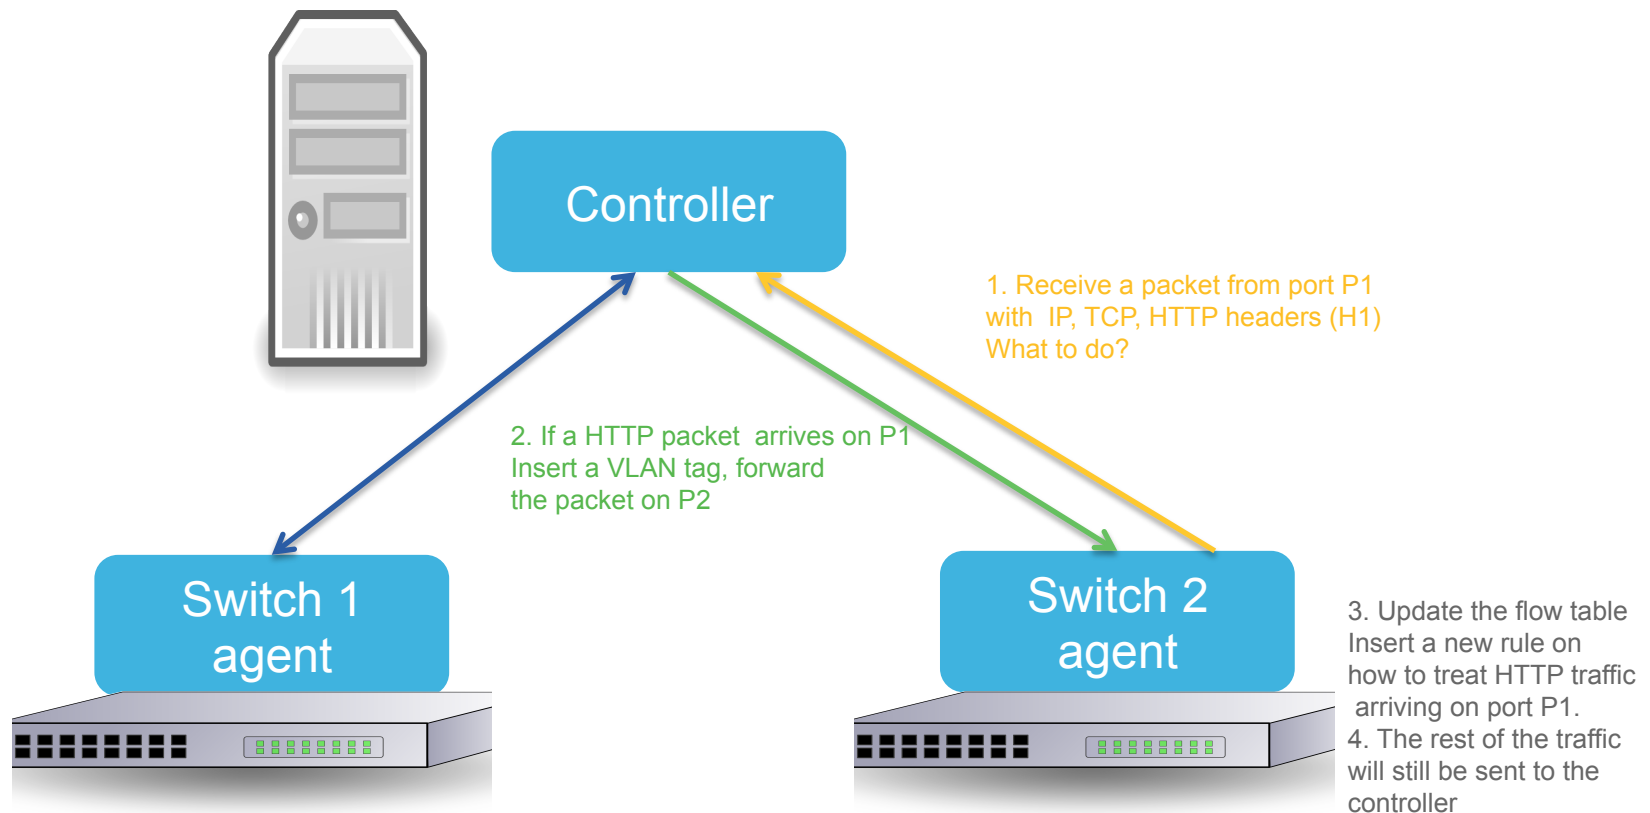 Controller
1. Receive a packet from port P1
with IP, TCP, HTTP headers (H1)
What to do?
2. If a HTTP packet arrives on P1
Insert a VLAN tag, forward
the packet on P2
Switch 1
agent
Switch 2
agent
3. Update the flow table
Insert a new rule on
how to treat HTTP traffic
arriving on port P1.
4. The rest of the traffic
will still be sent to the
controller